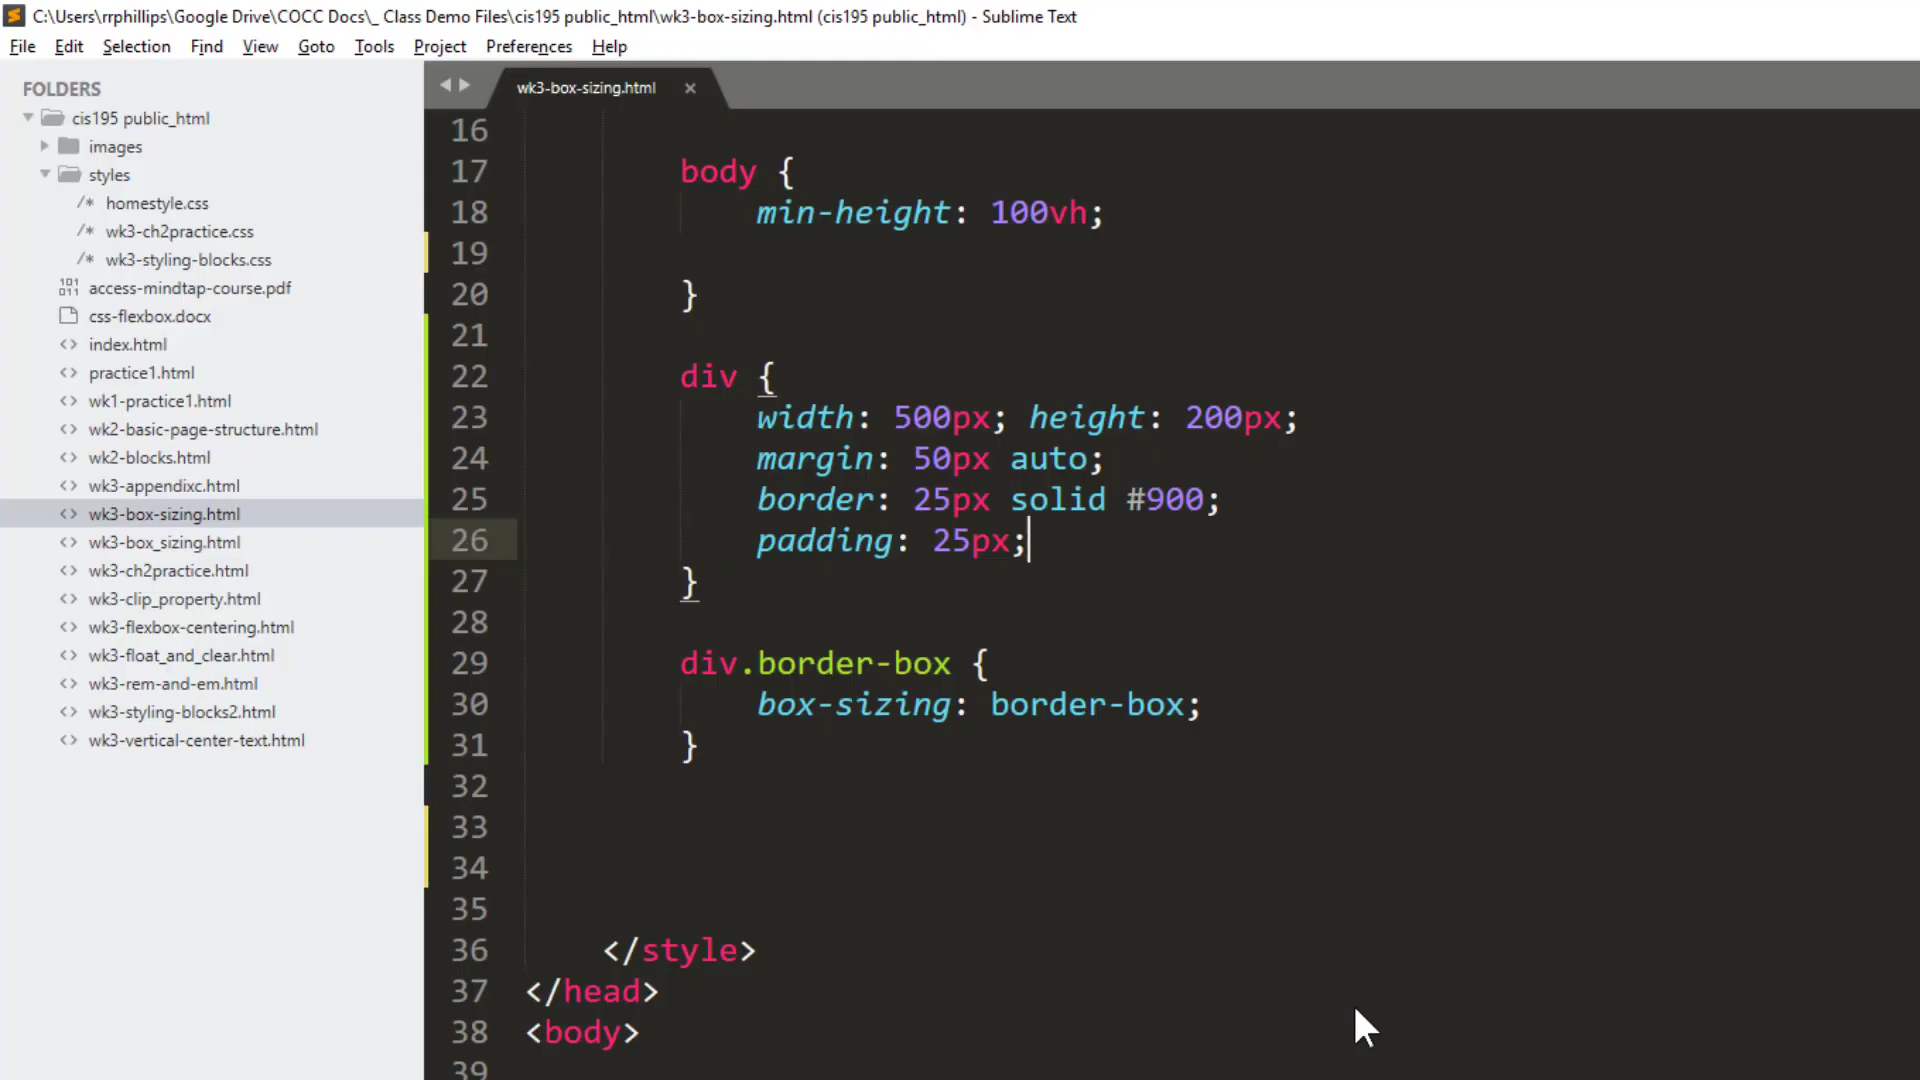 C:\Users\rrphillips\Google Drive\COCC Docs\_ Class Demo Files\cis195 public_html\wk3-box-sizing.html (cis195 public_html) - Sublime Text
File Edit Selection Find View Goto Tools Project Preferences Help
FOLDERS
cis195 public_html
images
styles
/* homestyle.css
/* wk3-ch2practice.css
/* wk3-styling-blocks.css
access-mindtap-course.pdf
css-flexbox.docx
<> index.html
<> practice1.html
<> wk1-practice1.html
<> wk2-basic-page-structure.html
<> wk2-blocks.html
<> wk3-appendixc.html
<> wk3-box-sizing.html
<> wk3-box_sizing.html
<> wk3-ch2practice.html
<> wk3-clip_property.html
<> wk3-flexbox-centering.html
<> wk3-float_and_clear.html
<> wk3-rem-and-em.html
<> wk3-styling-blocks2.html
<> wk3-vertical-center-text.html
wk3-box-sizing.html ×
16
17 body {
18 min-height: 100vh;
19
20 }
21
22 div {
23 width: 500px; height: 200px;
24 margin: 50px auto;
25 border: 25px solid #900;
26 padding: 25px;
27 }
28
29 div.border-box {
30 box-sizing: border-box;
31 }
32
33
34
35
36 </style>
37 </head>
38 <body>
39